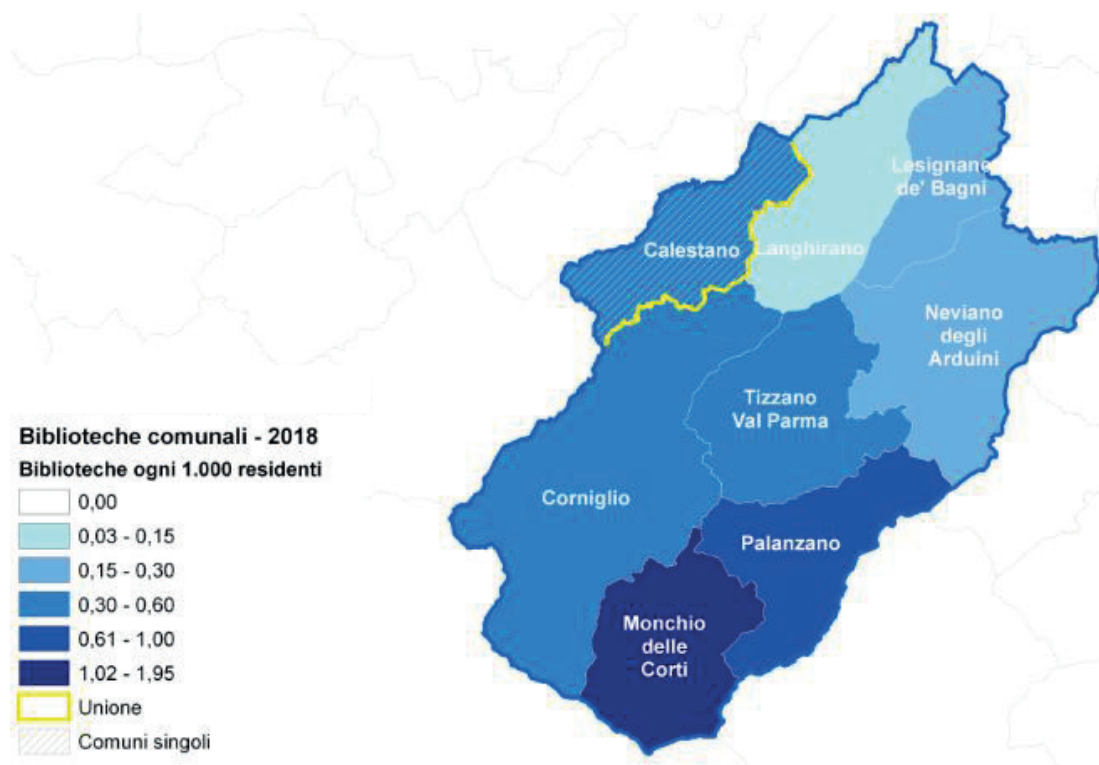 Lesignano
de' Bagni
Calestano
Langhirano
Neviano
degli
Arduini
Tizzano
Val Parma
Corniglio
Palanzano
Monchio
delle
Corti
Biblioteche comunali - 2018
Biblioteche ogni 1.000 residenti
0,00
0,03 - 0,15
0,15 - 0,30
0,30 - 0,60
0,61 - 1,00
1,02 - 1,95
Unione
Comuni singoli